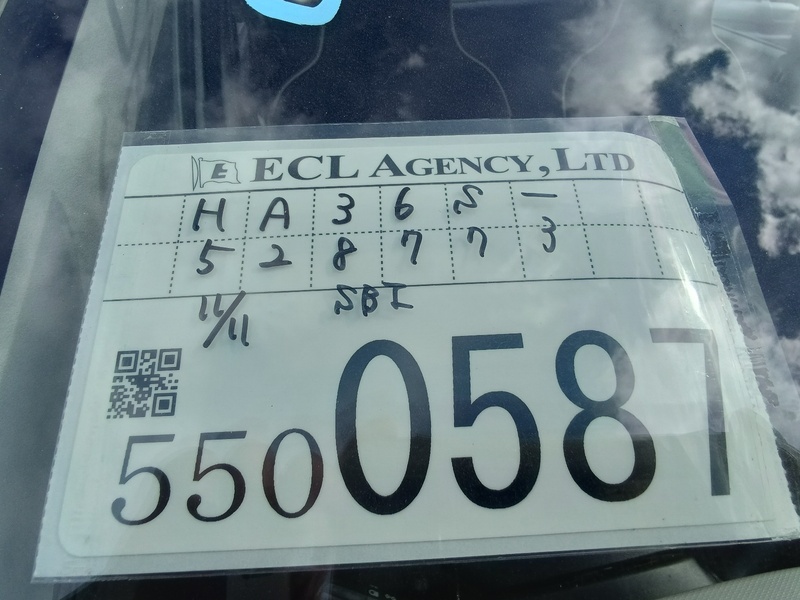 E ECL AGENCY, LTD
H A 3 6 S -
5 2 8 7 7 3
11/11 SBI
550 0587